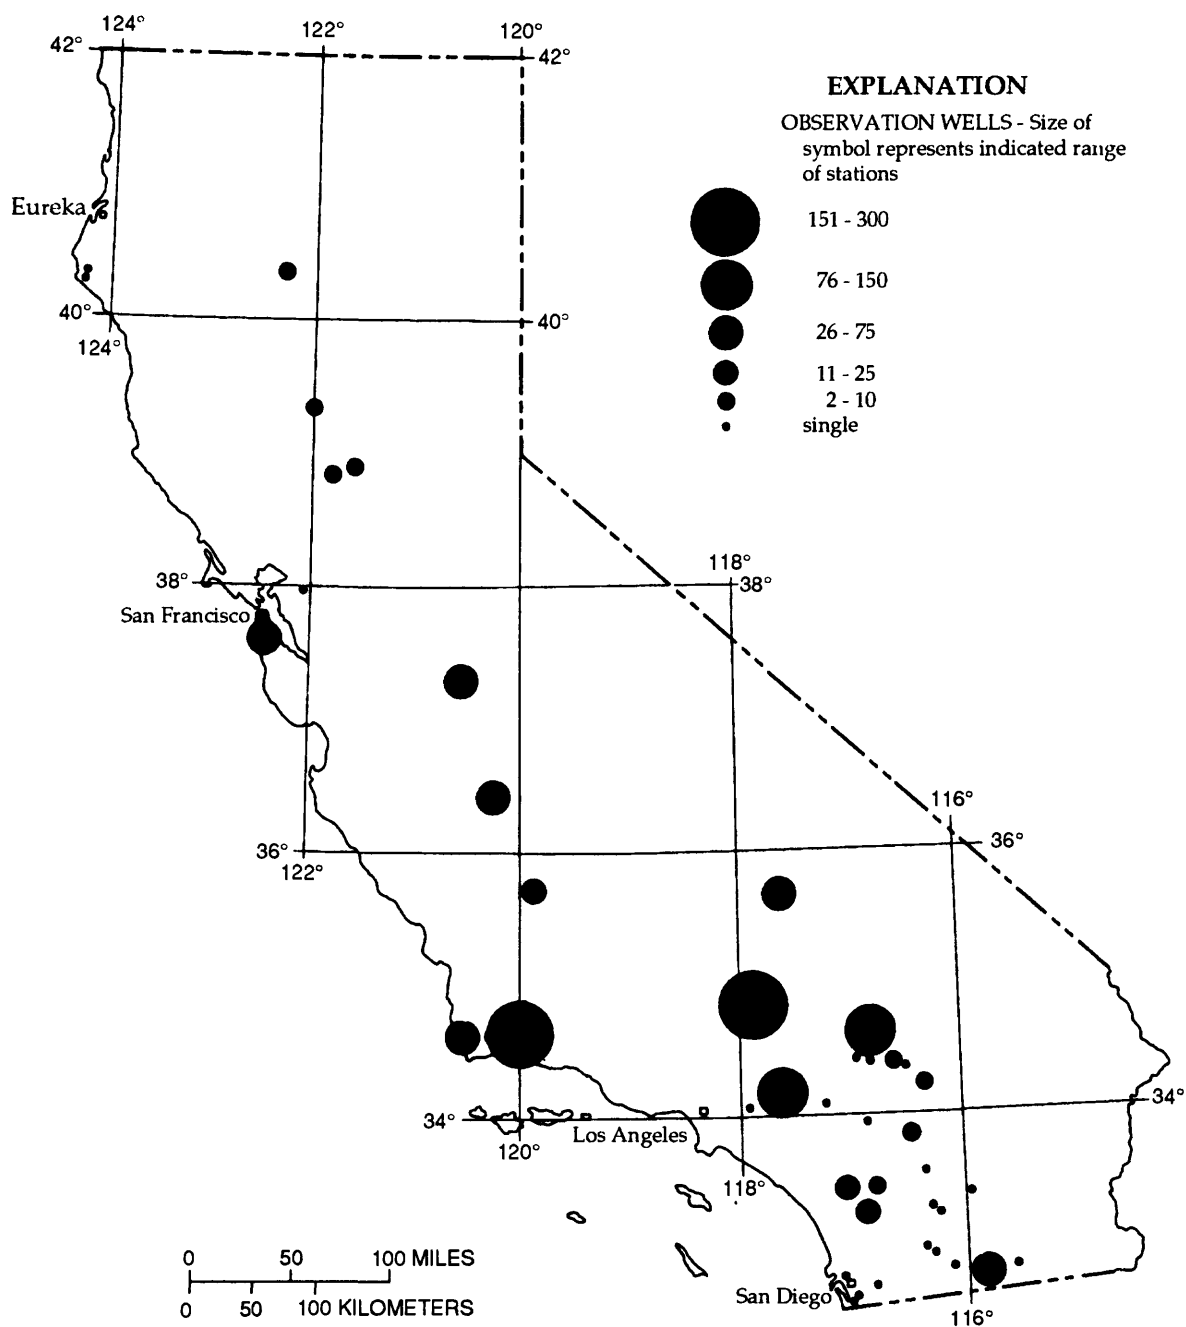 124°
122°
120°
42°
42°
EXPLANATION
OBSERVATION WELLS - Size of
symbol represents indicated range
of stations
Eureka
151 - 300
76 - 150
40°
40°
26 - 75
124°
11 - 25
2 - 10
single
118°
38°
38°
San Francisco
116°
36°
36°
122°
34°
34°
Los Angeles
120°
118°
0 50 100 MILES
0 50 100 KILOMETERS
San Diego
116°